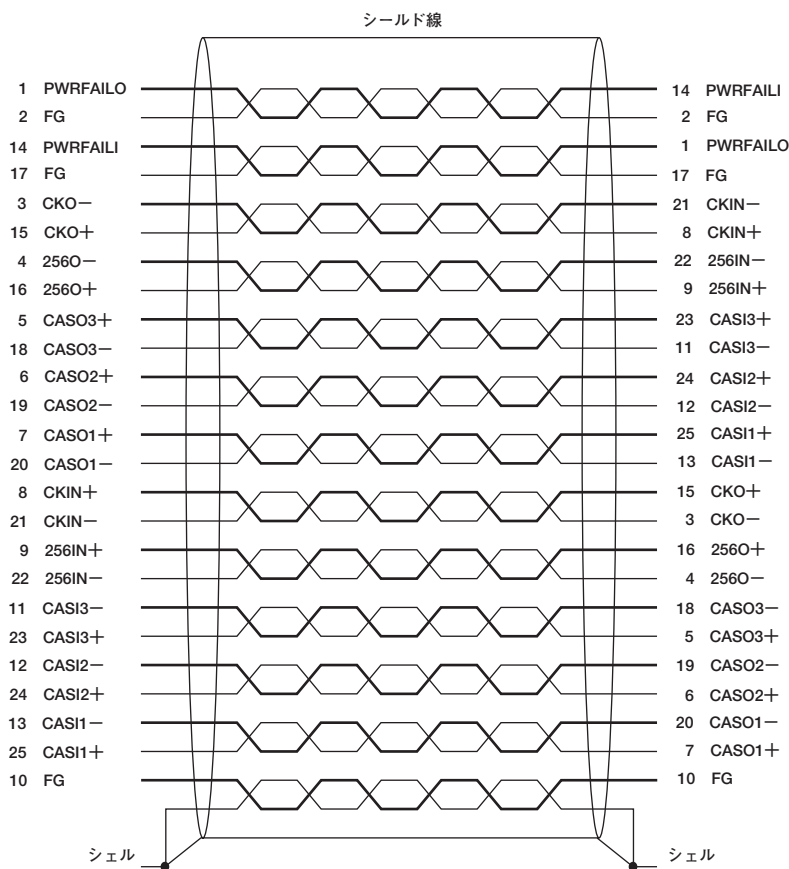 シールド線
1 PWRFAILO 14 PWRFAILI
2 FG 2 FG
14 PWRFAILI 1 PWRFAILO
17 FG 17 FG
3 CKO− 21 CKIN−
15 CKO+ 8 CKIN+
4 256O− 22 256IN−
16 256O+ 9 256IN+
5 CASO3+ 23 CASI3+
18 CASO3− 11 CASI3−
6 CASO2+ 24 CASI2+
19 CASO2− 12 CASI2−
7 CASO1+ 25 CASI1+
20 CASO1− 13 CASI1−
8 CKIN+ 15 CKO+
21 CKIN− 3 CKO−
9 256IN+ 16 256O+
22 256IN− 4 256O−
11 CASI3− 18 CASO3−
23 CASI3+ 5 CASO3+
12 CASI2− 19 CASO2−
24 CASI2+ 6 CASO2+
13 CASI1− 20 CASO1−
25 CASI1+ 7 CASO1+
10 FG 10 FG
シェル シェル